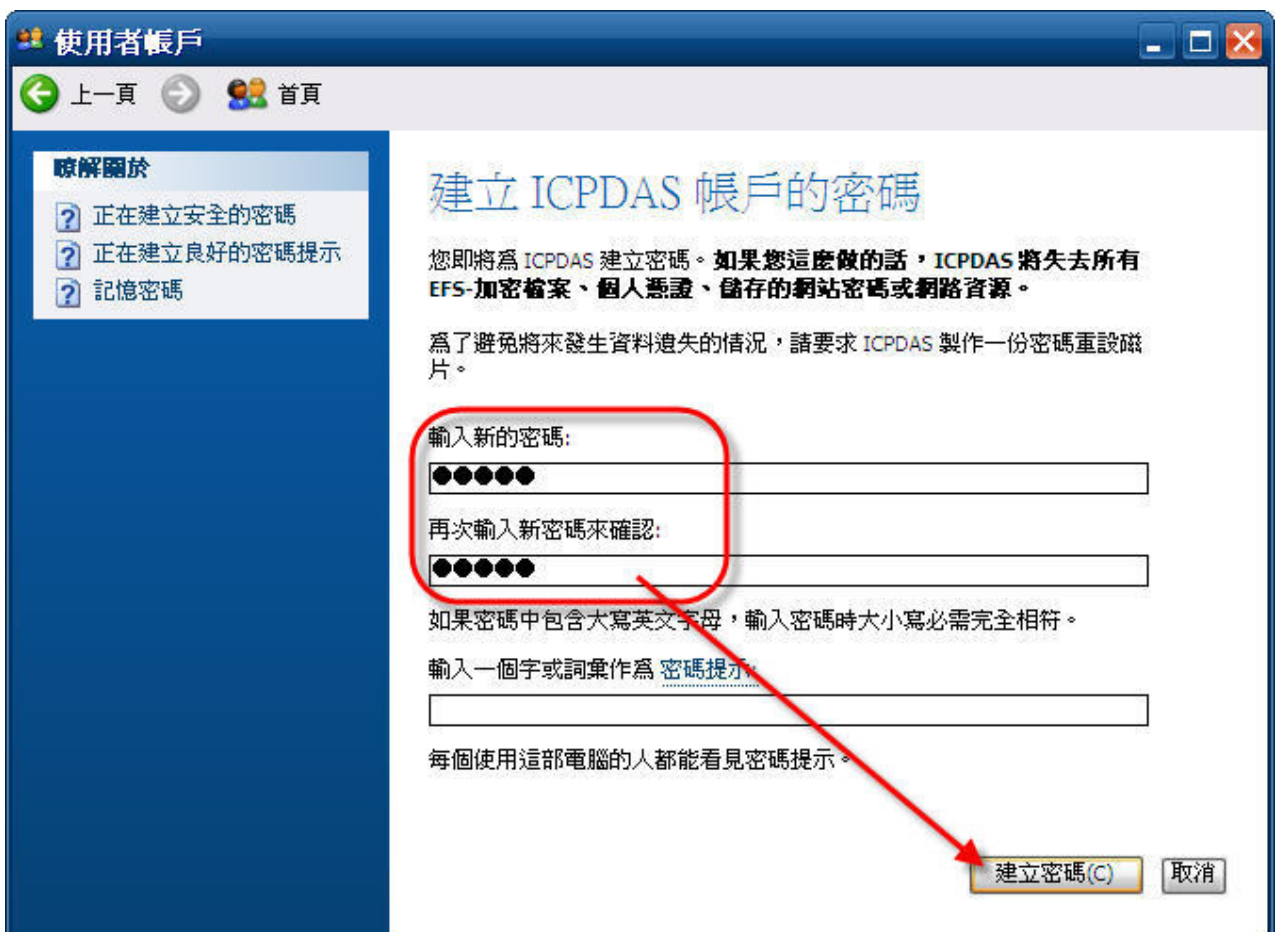 使用者帳戶
上一頁 首頁
瞭解關於
正在建立安全的密碼
正在建立良好的密碼提示
記憶密碼
建立 ICPDAS 帳戶的密碼
您即將爲 ICPDAS 建立密碼。如果您這麼做的話，ICPDAS 將失去所有
EFS-加密檔案、個人憑證、儲存的網站密碼或網路資源。
爲了避免將來發生資料遺失的情況，請要求 ICPDAS 製作一份密碼重設磁
片。
輸入新的密碼:
●●●●●
再次輸入新密碼來確認:
●●●●●
如果密碼中包含大寫英文字母，輸入密碼時大小寫必需完全相符。
輸入一個字或詞彙作爲 密碼提示:
每個使用這部電腦的人都能看見密碼提示。
建立密碼(C) 取消